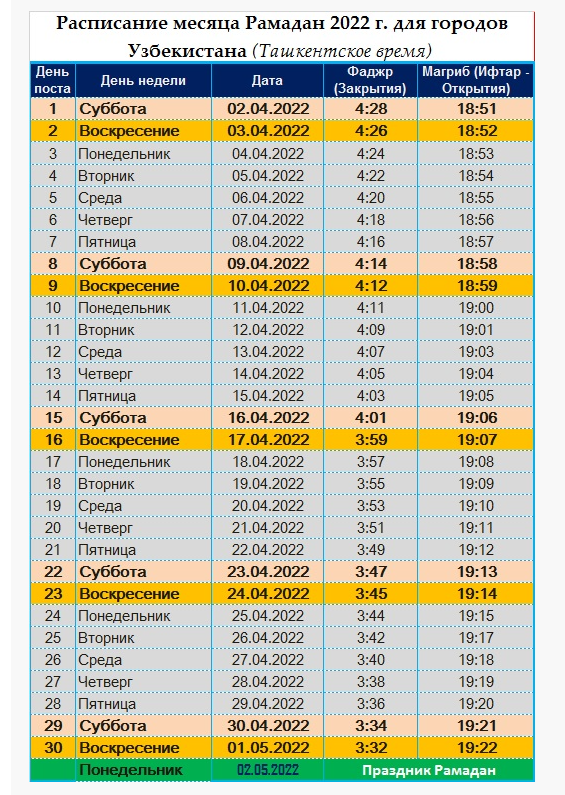 Расписание месяца Рамадан 2022 г. для городов
Узбекистана (Ташкентское время)
День поста День недели Дата Фаджр (Закрытия) Магриб (Ифтар - Открытия)
1 Суббота 02.04.2022 4:28 18:51
2 Воскресение 03.04.2022 4:26 18:52
3 Понедельник 04.04.2022 4:24 18:53
4 Вторник 05.04.2022 4:22 18:54
5 Среда 06.04.2022 4:20 18:55
6 Четверг 07.04.2022 4:18 18:56
7 Пятница 08.04.2022 4:16 18:57
8 Суббота 09.04.2022 4:14 18:58
9 Воскресение 10.04.2022 4:12 18:59
10 Понедельник 11.04.2022 4:11 19:00
11 Вторник 12.04.2022 4:09 19:01
12 Среда 13.04.2022 4:07 19:03
13 Четверг 14.04.2022 4:05 19:04
14 Пятница 15.04.2022 4:03 19:05
15 Суббота 16.04.2022 4:01 19:06
16 Воскресение 17.04.2022 3:59 19:07
17 Понедельник 18.04.2022 3:57 19:08
18 Вторник 19.04.2022 3:55 19:09
19 Среда 20.04.2022 3:53 19:10
20 Четверг 21.04.2022 3:51 19:11
21 Пятница 22.04.2022 3:49 19:12
22 Суббота 23.04.2022 3:47 19:13
23 Воскресение 24.04.2022 3:45 19:14
24 Понедельник 25.04.2022 3:44 19:15
25 Вторник 26.04.2022 3:42 19:17
26 Среда 27.04.2022 3:40 19:18
27 Четверг 28.04.2022 3:38 19:19
28 Пятница 29.04.2022 3:36 19:20
29 Суббота 30.04.2022 3:34 19:21
30 Воскресение 01.05.2022 3:32 19:22
Понедельник 02.05.2022 Праздник Рамадан